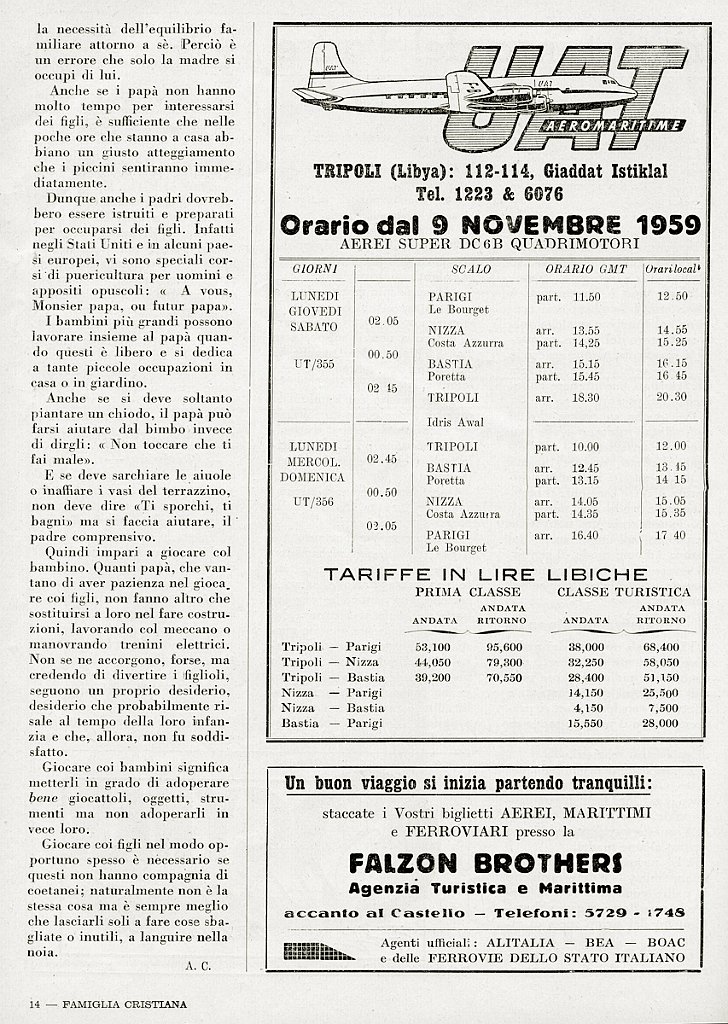 la necessità dell'equilibrio fa-
miliare attorno a sè. Perciò è
un errore che solo la madre si
occupi di lui.
Anche se i papà non hanno
molto tempo per interessarsi
dei figli, è sufficiente che nelle
poche ore che stanno a casa ab-
biano un giusto atteggiamento
che i piccini sentiranno imme-
diatamente.
Dunque anche i padri dovreb-
bero essere istruiti e preparati
per occuparsi dei figli. Infatti
negli Stati Uniti e in alcuni pae-
si europei, vi sono speciali cor-
si di puericultura per uomini e
appositi opuscoli: « A vous,
Monsier papa, ou futur papa».
I bambini più grandi possono
lavorare insieme al papà quan-
do questi è libero e si dedica
a tante piccole occupazioni in
casa o in giardino.
Anche se si deve soltanto
piantare un chiodo, il papà può
farsi aiutare dal bimbo invece
di dirgli: « Non toccare che ti
fai male».
E se deve sarchiare le aiuole
o inaffiare i vasi del terrazzino,
non deve dire «Ti sporchi, ti
bagni» ma si faccia aiutare, il
padre comprensivo.
Quindi impari a giocare col
bambino. Quanti papà, che van-
tano di aver pazienza nel gioca_
re coi figli, non fanno altro che
sostituirsi a loro nel fare costru-
zioni, lavorando col meccano o
manovrando trenini elettrici.
Non se ne accorgono, forse, ma
credendo di divertire i figlioli,
seguono un proprio desiderio,
desiderio che probabilmente ri-
sale al tempo della loro infan-
zia e che, allora, non fu soddi-
sfatto.
Giocare coi bambini significa
metterli in grado di adoperare
bene giocattoli, oggetti, stru-
menti ma non adoperarli in
vece loro.
Giocare coi figli nel modo op-
portuno spesso è necessario se
questi non hanno compagnia di
coetanei; naturalmente non è la
stessa cosa ma è sempre meglio
che lasciarli soli a fare cose sba-
gliate o inutili, a languire nella
noia.
A. C.
UAT
AEROMARITIME
TRIPOLI (Libya): 112-114, Giaddat Istiklal
Tel. 1223 & 6076
Orario dal 9 NOVEMBRE 1959
AEREI SUPER DC6B QUADRIMOTORI
GIORNI SCALO ORARIO GMT Orari locali
LUNEDI PARIGI part. 11.50 12.50
GIOVEDI Le Bourget
SABATO 02.05
NIZZA arr. 13.55 14.55
Costa Azzurra part. 14,25 15.25
UT/355 00.50 BASTIA arr. 15.15 16.15
Poretta part. 15.45 16 45
02 45 TRIPOLI arr. 18.30 20.30
Idris Awal
LUNEDI TRIPOLI part. 10.00 12.00
MERCOL. 02.45
DOMENICA BASTIA arr. 12.45 13.45
Poretta part. 13.15 14 15
UT/356 00.50 NIZZA arr. 14.05 15.05
Costa Azzurra part. 14.35 15.35
02.05 PARIGI arr. 16.40 17 40
Le Bourget
TARIFFE IN LIRE LIBICHE
PRIMA CLASSE CLASSE TURISTICA
ANDATA ANDATA RITORNO ANDATA ANDATA RITORNO
Tripoli — Parigi 53,100 95,600 38,000 68,400
Tripoli — Nizza 44,050 79,300 32,250 58,050
Tripoli — Bastia 39,200 70,550 28,400 51,150
Nizza — Parigi 14,150 25,500
Nizza — Bastia 4,150 7,500
Bastia — Parigi 15,550 28,000
Un buon viaggio si inizia partendo tranquilli:
staccate i Vostri biglietti AEREI, MARITTIMI
e FERROVIARI presso la
FALZON BROTHERS
Agenzia Turistica e Marittima
accanto al Castello — Telefoni: 5729 - 1748
Agenti ufficiali: ALITALIA — BEA — BOAC
e delle FERROVIE DELLO STATO ITALIANO
14 — FAMIGLIA CRISTIANA